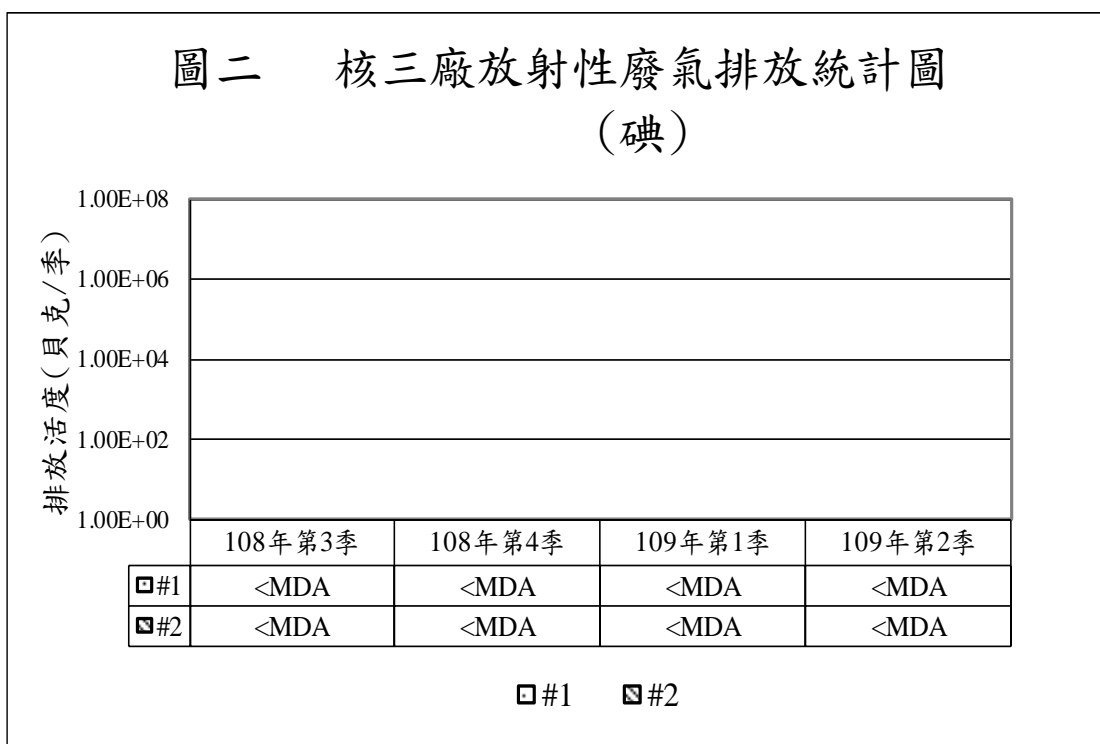 圖二 核三廠放射性廢氣排放統計圖
(碘)
排放活度(貝克/季)
1.00E+08
1.00E+06
1.00E+04
1.00E+02
1.00E+00
108年第3季 108年第4季 109年第1季 109年第2季
#1 <MDA <MDA <MDA <MDA
#2 <MDA <MDA <MDA <MDA
#1 #2